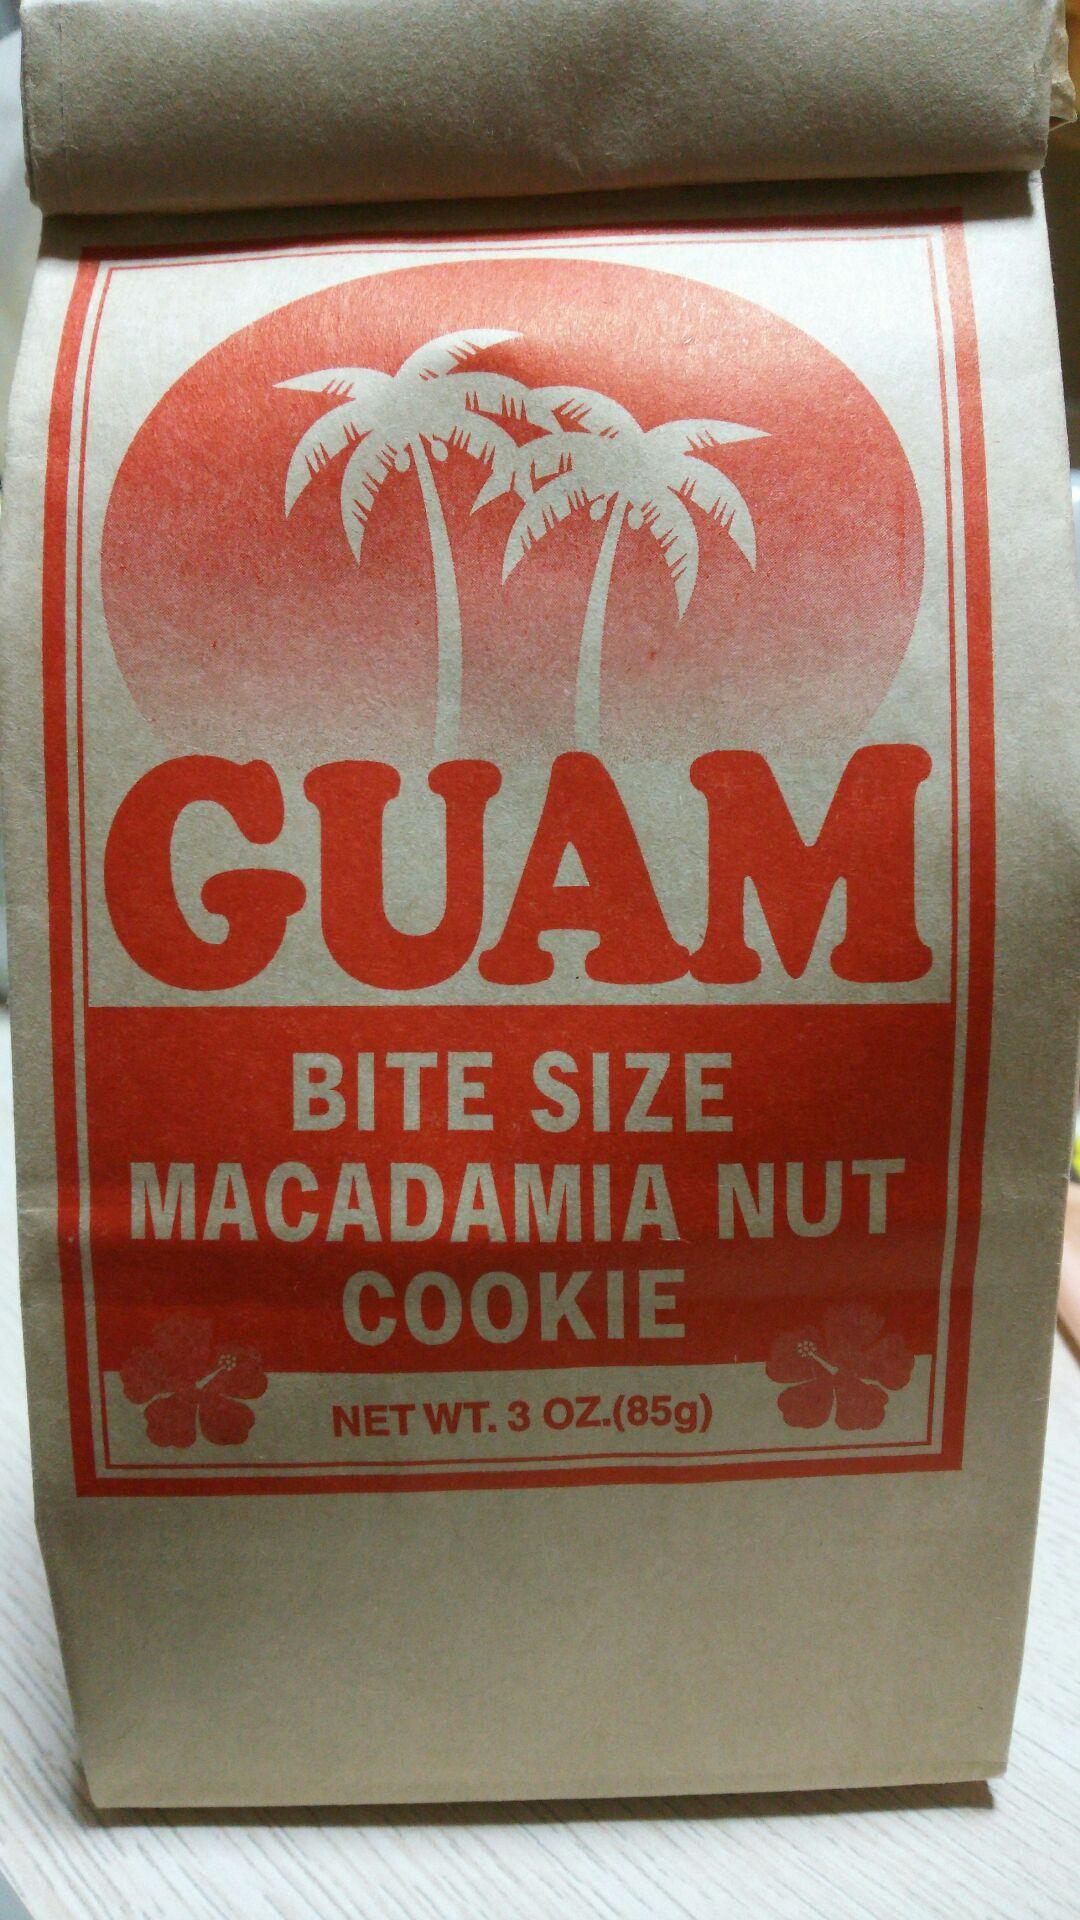 GUAM
BITE SIZE
MACADAMIA NUT
COOKIE
NET WT. 3 OZ.(85g)